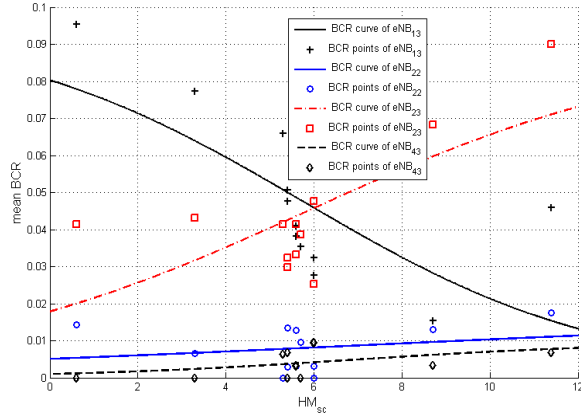 0.1
0.09
0.08
0.07
0.06
0.05
0.04
0.03
0.02
0.01
0
mean BCR
BCR curve of eNB13
BCR points of eNB13
BCR curve of eNB22
BCR points of eNB22
BCR curve of eNB23
BCR points of eNB23
BCR curve of eNB43
BCR points of eNB43
0 2 4 6 8 10 12
HMsc